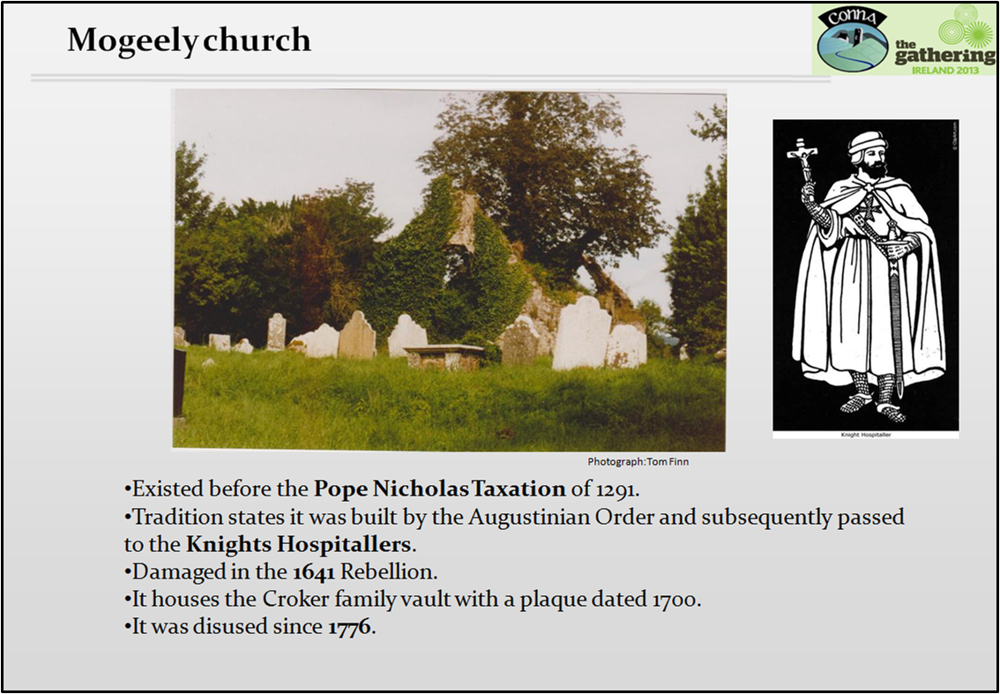 Mogeely church
conna
the
gathering
IRELAND 2013
© Clipart.com
Knight Hospitaller
Photograph:Tom Finn
•Existed before the Pope Nicholas Taxation of 1291.
•Tradition states it was built by the Augustinian Order and subsequently passed
to the Knights Hospitallers.
•Damaged in the 1641 Rebellion.
•It houses the Croker family vault with a plaque dated 1700.
•It was disused since 1776.